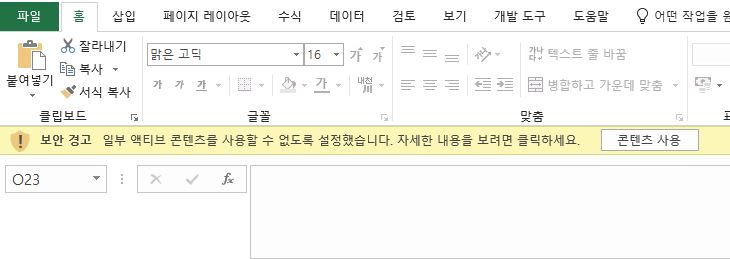 파일 홈 삽입 페이지 레이아웃 수식 데이터 검토 보기 개발 도구 도움말 어떤 작업을 원
붙여넣기 잘라내기
복사
서식 복사
맑은 고딕 16 가 가
가 가 가 가 내천 川
텍스트 줄 바꿈
병합하고 가운데 맞춤
클립보드 글꼴 맞춤
보안 경고 일부 액티브 콘텐츠를 사용할 수 없도록 설정했습니다. 자세한 내용을 보려면 클릭하세요. 콘텐츠 사용
O23 fx